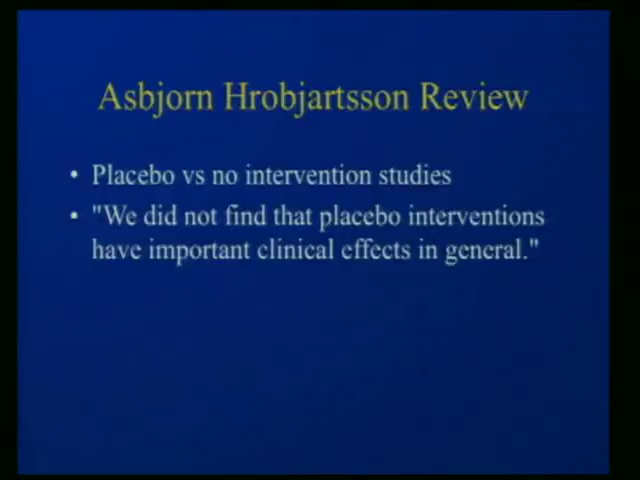 Asbjorn Hrobjartsson Review
• Placebo vs no intervention studies
• "We did not find that placebo interventions
have important clinical effects in general."